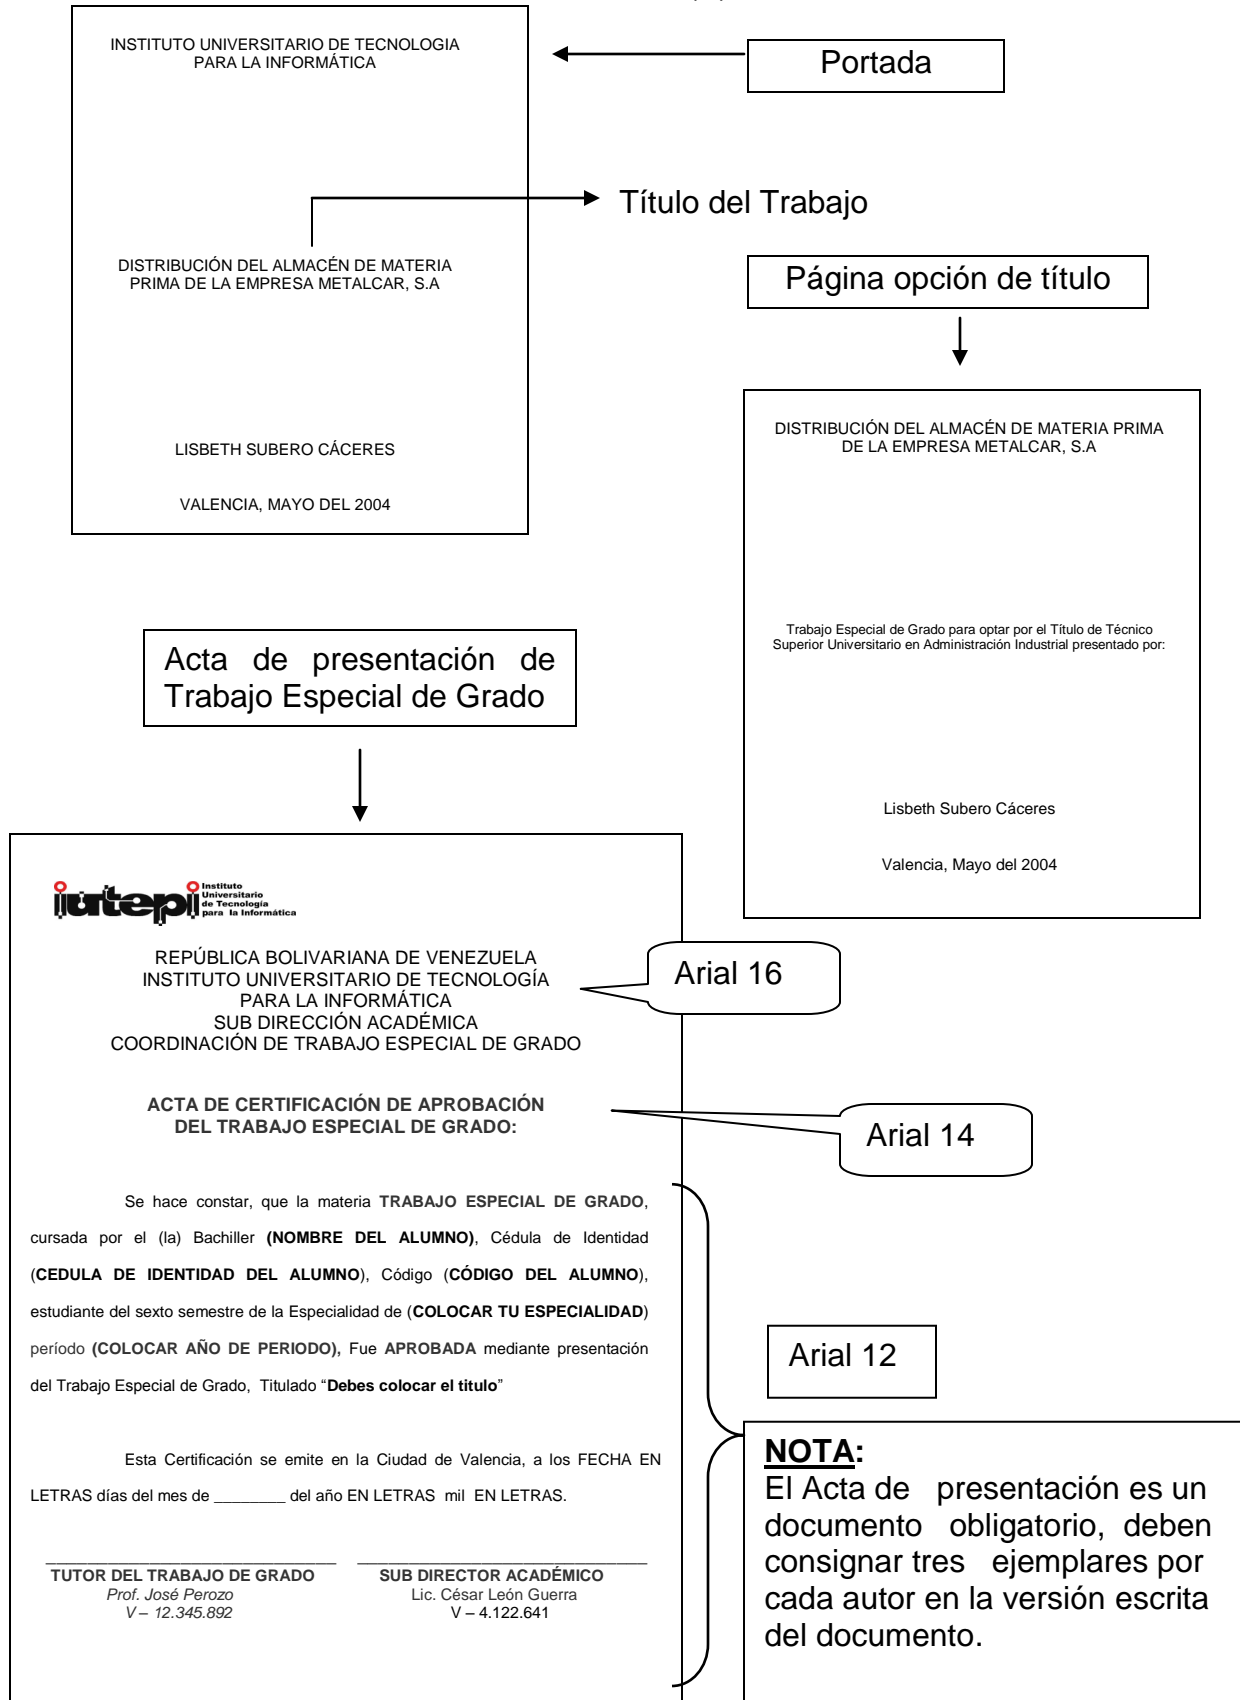 INSTITUTO UNIVERSITARIO DE TECNOLOGIA
PARA LA INFORMÁTICA
Portada
Título del Trabajo
DISTRIBUCIÓN DEL ALMACÉN DE MATERIA
PRIMA DE LA EMPRESA METALCAR, S.A
Página opción de título
LISBETH SUBERO CÁCERES
VALENCIA, MAYO DEL 2004
DISTRIBUCIÓN DEL ALMACÉN DE MATERIA PRIMA
DE LA EMPRESA METALCAR, S.A
Trabajo Especial de Grado para optar por el Título de Técnico
Superior Universitario en Administración Industrial presentado por:
Lisbeth Subero Cáceres
Valencia, Mayo del 2004
Acta de presentación de
Trabajo Especial de Grado
iutepi
Instituto
Universitario
de Tecnología
para la Informática
REPÚBLICA BOLIVARIANA DE VENEZUELA
INSTITUTO UNIVERSITARIO DE TECNOLOGÍA
PARA LA INFORMÁTICA
SUB DIRECCIÓN ACADÉMICA
COORDINACIÓN DE TRABAJO ESPECIAL DE GRADO
Arial 16
ACTA DE CERTIFICACIÓN DE APROBACIÓN
DEL TRABAJO ESPECIAL DE GRADO:
Arial 14
Se hace constar, que la materia TRABAJO ESPECIAL DE GRADO,
cursada por el (la) Bachiller (NOMBRE DEL ALUMNO), Cédula de Identidad
(CEDULA DE IDENTIDAD DEL ALUMNO), Código (CÓDIGO DEL ALUMNO),
estudiante del sexto semestre de la Especialidad de (COLOCAR TU ESPECIALIDAD)
período (COLOCAR AÑO DE PERIODO), Fue APROBADA mediante presentación
del Trabajo Especial de Grado, Titulado “Debes colocar el titulo”
Esta Certificación se emite en la Ciudad de Valencia, a los FECHA EN
LETRAS días del mes de ________ del año EN LETRAS mil EN LETRAS.
Arial 12
TUTOR DEL TRABAJO DE GRADO
Prof. José Perozo
V – 12.345.892
SUB DIRECTOR ACADÉMICO
Lic. César León Guerra
V – 4.122.641
NOTA:
El Acta de presentación es un
documento obligatorio, deben
consignar tres ejemplares por
cada autor en la versión escrita
del documento.